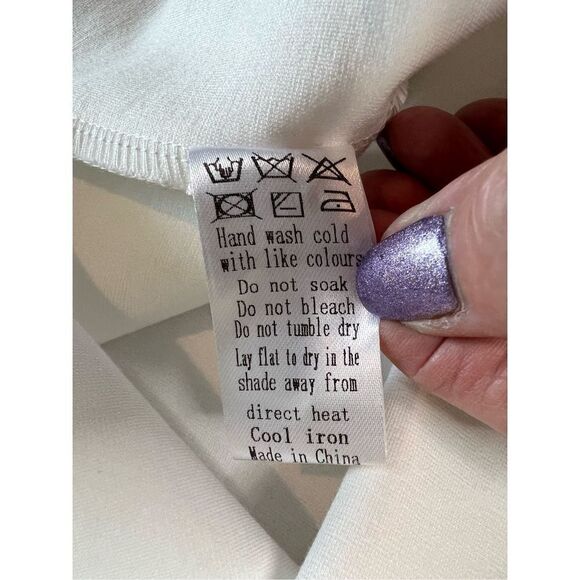 Hand wash cold
with like colours
Do not soak
Do not bleach
Do not tumble dry
Lay flat to dry in the
shade away from
direct heat
Cool iron
Made in China